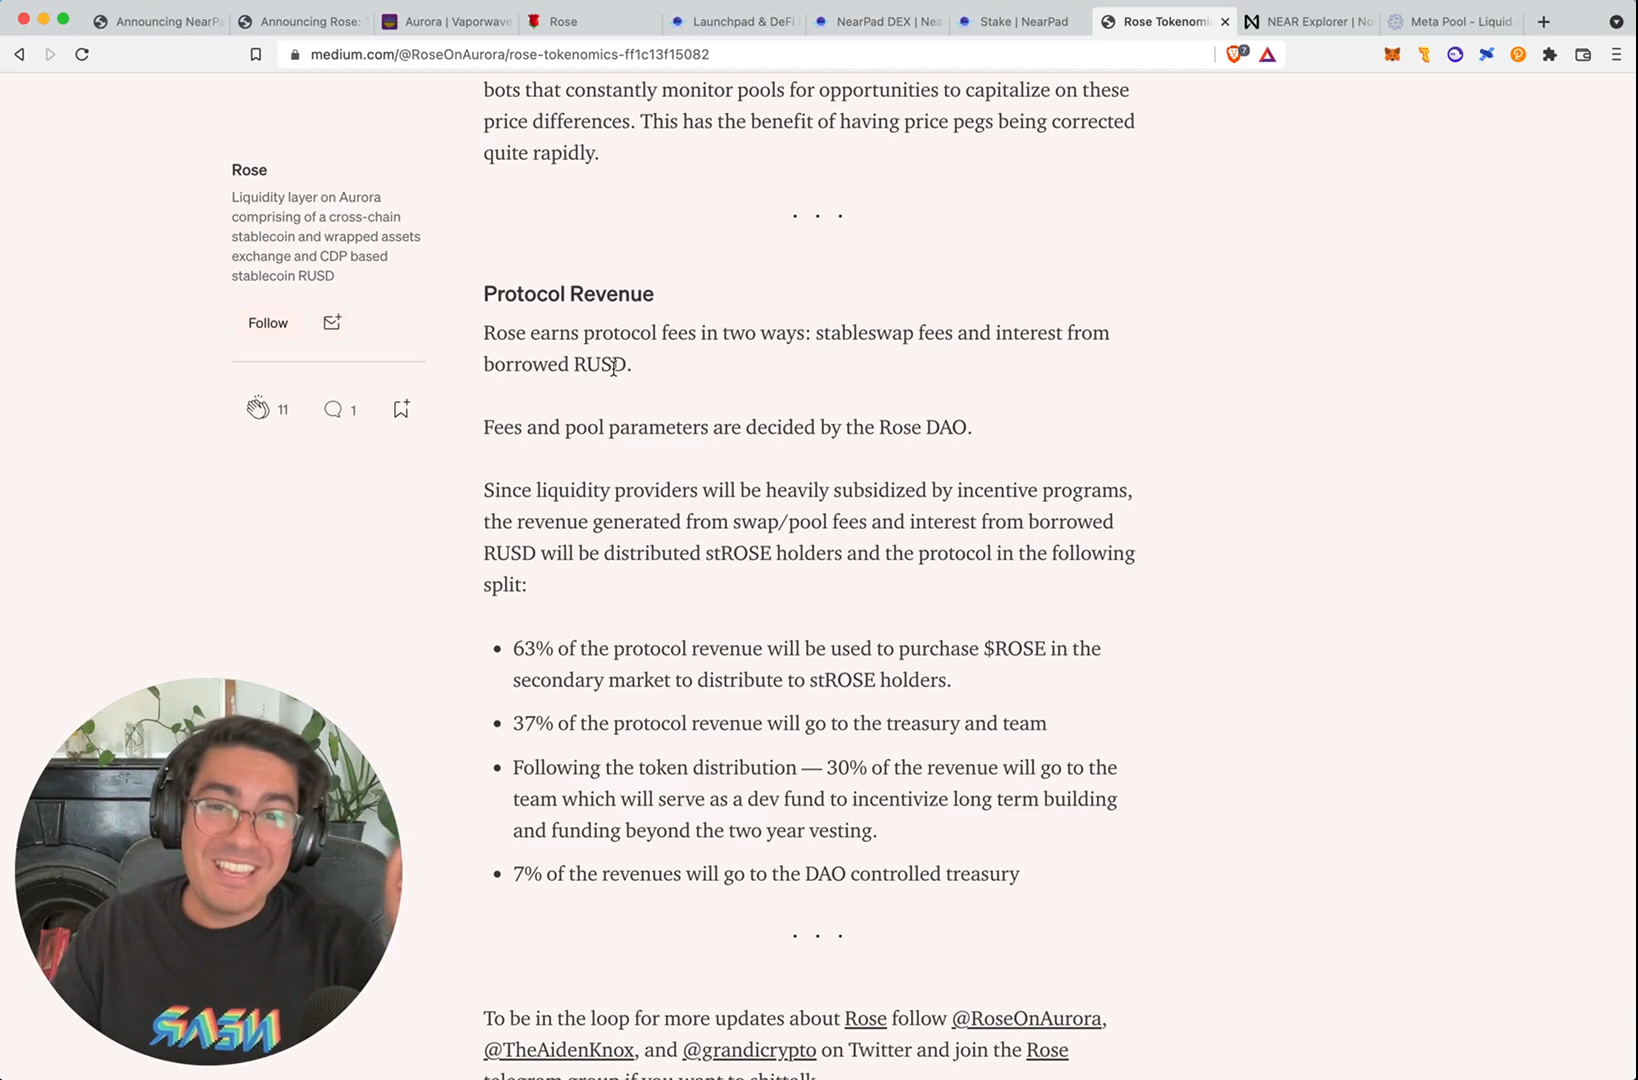 Announcing NearPa
Announcing Rose: T
Aurora | Vaporwave
Rose
Launchpad & DeFi
NearPad DEX | Nea
Stake | NearPad
Rose Tokenomi
NEAR Explorer | No
Meta Pool - Liquid
medium.com/@RoseOnAurora/rose-tokenomics-ff1c13f15082
7
bots that constantly monitor pools for opportunities to capitalize on these
price differences. This has the benefit of having price pegs being corrected
quite rapidly.
Rose
Liquidity layer on Aurora
comprising of a cross-chain
stablecoin and wrapped assets
exchange and CDP based
stablecoin RUSD
Follow
11
1
Protocol Revenue
Rose earns protocol fees in two ways: stableswap fees and interest from
borrowed RUSD.
Fees and pool parameters are decided by the Rose DAO.
Since liquidity providers will be heavily subsidized by incentive programs,
the revenue generated from swap/pool fees and interest from borrowed
RUSD will be distributed stROSE holders and the protocol in the following
split:
• 63% of the protocol revenue will be used to purchase $ROSE in the
secondary market to distribute to stROSE holders.
• 37% of the protocol revenue will go to the treasury and team
• Following the token distribution — 30% of the revenue will go to the
team which will serve as a dev fund to incentivize long term building
and funding beyond the two year vesting.
• 7% of the revenues will go to the DAO controlled treasury
To be in the loop for more updates about Rose follow @RoseOnAurora,
@TheAidenKnox, and @grandicrypto on Twitter and join the Rose
telegram group if you want to shittalk